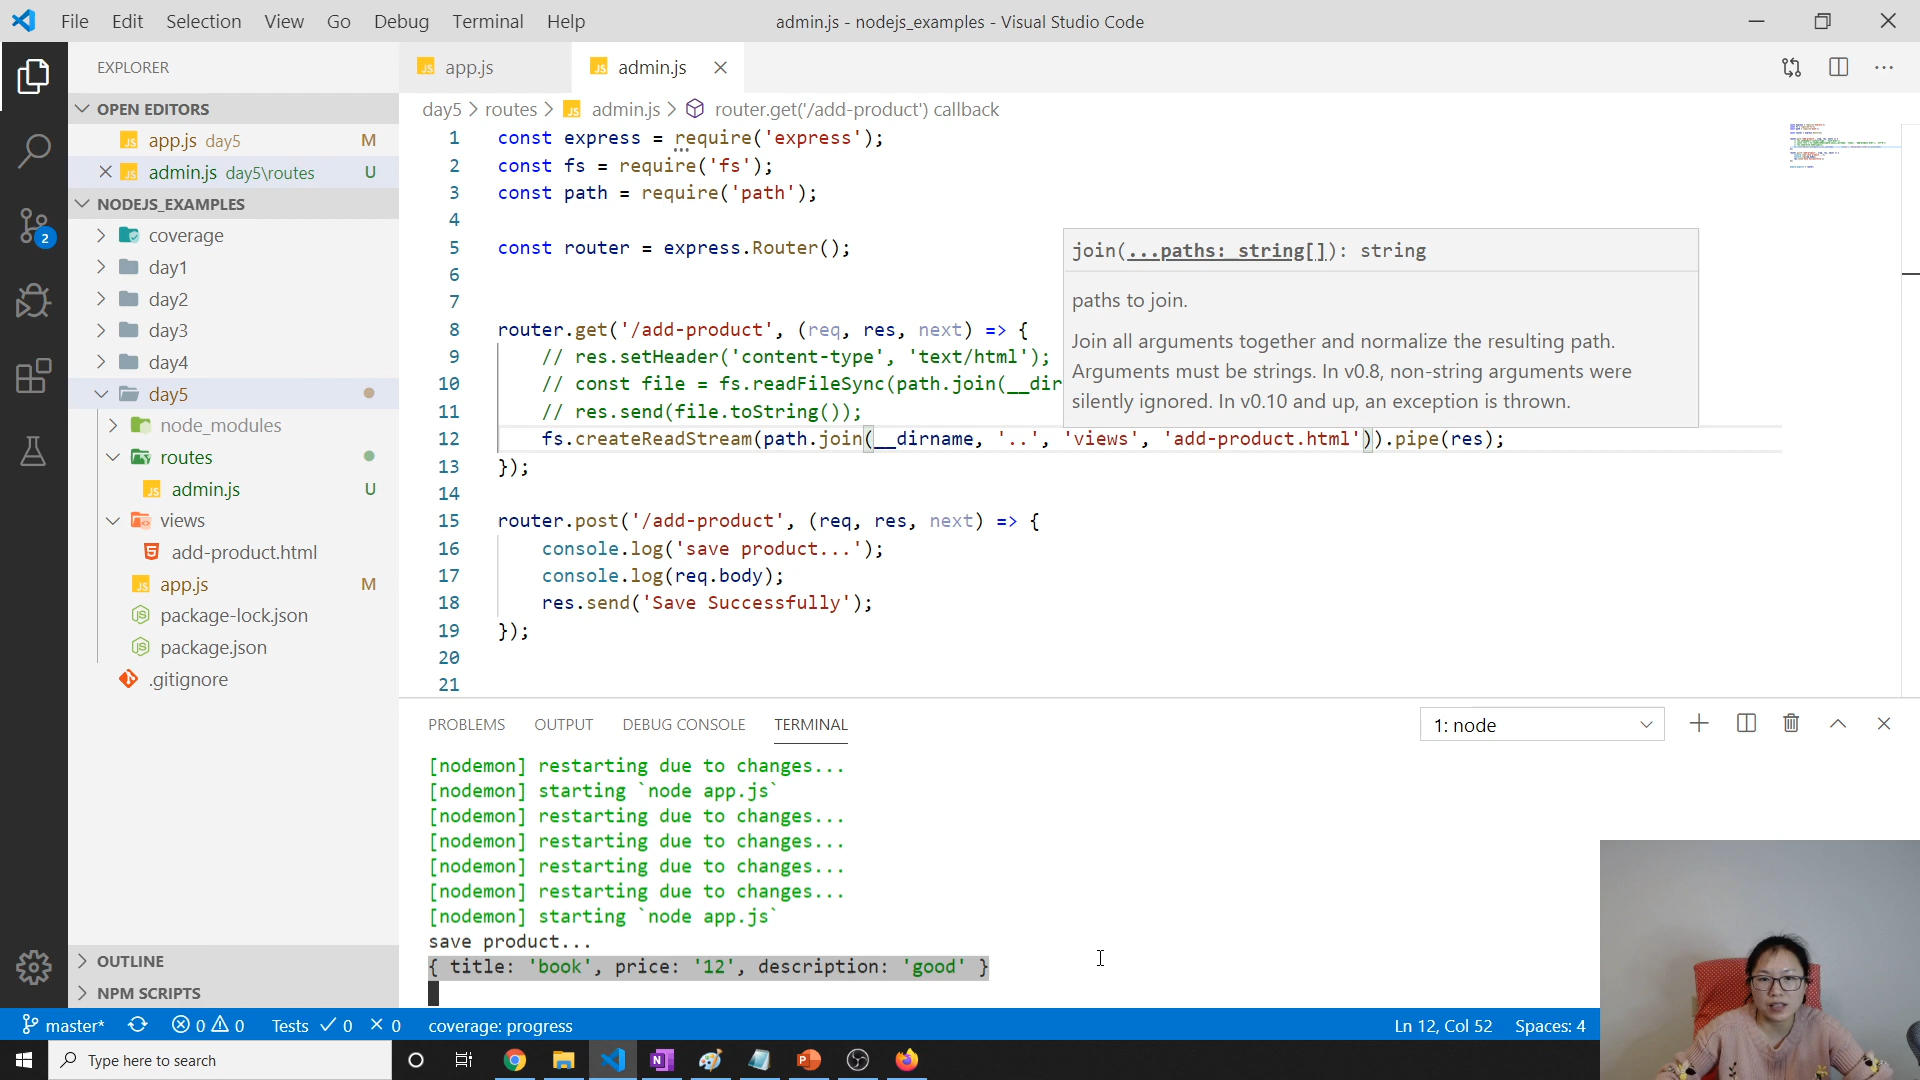 File Edit Selection View Go Debug Terminal Help
admin.js - nodejs_examples - Visual Studio Code
EXPLORER
OPEN EDITORS
app.js day5 M
admin.js day5\routes U
NODEJS_EXAMPLES
coverage
day1
day2
day3
day4
day5
node_modules
routes
admin.js U
views
add-product.html
app.js M
package-lock.json
package.json
.gitignore
OUTLINE
NPM SCRIPTS
2
app.js
admin.js
day5 > routes > admin.js > router.get('/add-product') callback
1 const express = require('express');
2 const fs = require('fs');
3 const path = require('path');
4
5 const router = express.Router();
6
7
8 router.get('/add-product', (req, res, next) => {
9 // res.setHeader('content-type', 'text/html');
10 // const file = fs.readFileSync(path.join(__dir
11 // res.send(file.toString());
12 fs.createReadStream(path.join(__dirname, '..', 'views', 'add-product.html')).pipe(res);
13 });
14
15 router.post('/add-product', (req, res, next) => {
16 console.log('save product...');
17 console.log(req.body);
18 res.send('Save Successfully');
19 });
20
21
join(...paths: string[]): string
paths to join.
Join all arguments together and normalize the resulting path.
Arguments must be strings. In v0.8, non-string arguments were
silently ignored. In v0.10 and up, an exception is thrown.
PROBLEMS OUTPUT DEBUG CONSOLE TERMINAL
1: node
[nodemon] restarting due to changes...
[nodemon] starting `node app.js`
[nodemon] restarting due to changes...
[nodemon] restarting due to changes...
[nodemon] restarting due to changes...
[nodemon] restarting due to changes...
[nodemon] starting `node app.js`
save product...
{ title: 'book', price: '12', description: 'good' }
master* 0 0 Tests 0 0 coverage: progress
Ln 12, Col 52 Spaces: 4
Type here to search